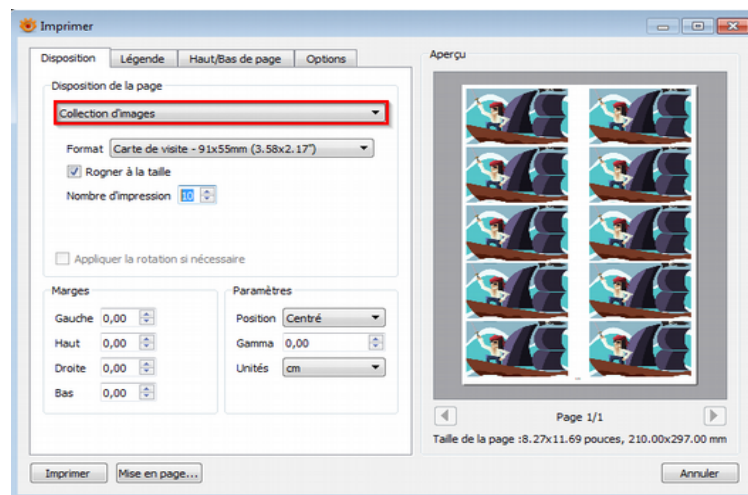 Imprimer
Disposition Légende Haut/Bas de page Options
Disposition de la page
Collection d'images
Format Carte de visite - 91x55mm (3.58x2.17")
Rogner à la taille
Nombre d'impression 10
Appliquer la rotation si nécessaire
Marges
Gauche 0,00
Haut 0,00
Droite 0,00
Bas 0,00
Paramètres
Position Centré
Gamma 0,00
Unités cm
Aperçu
Page 1/1
Taille de la page :8.27x11.69 pouces, 210.00x297.00 mm
Imprimer Mise en page... Annuler